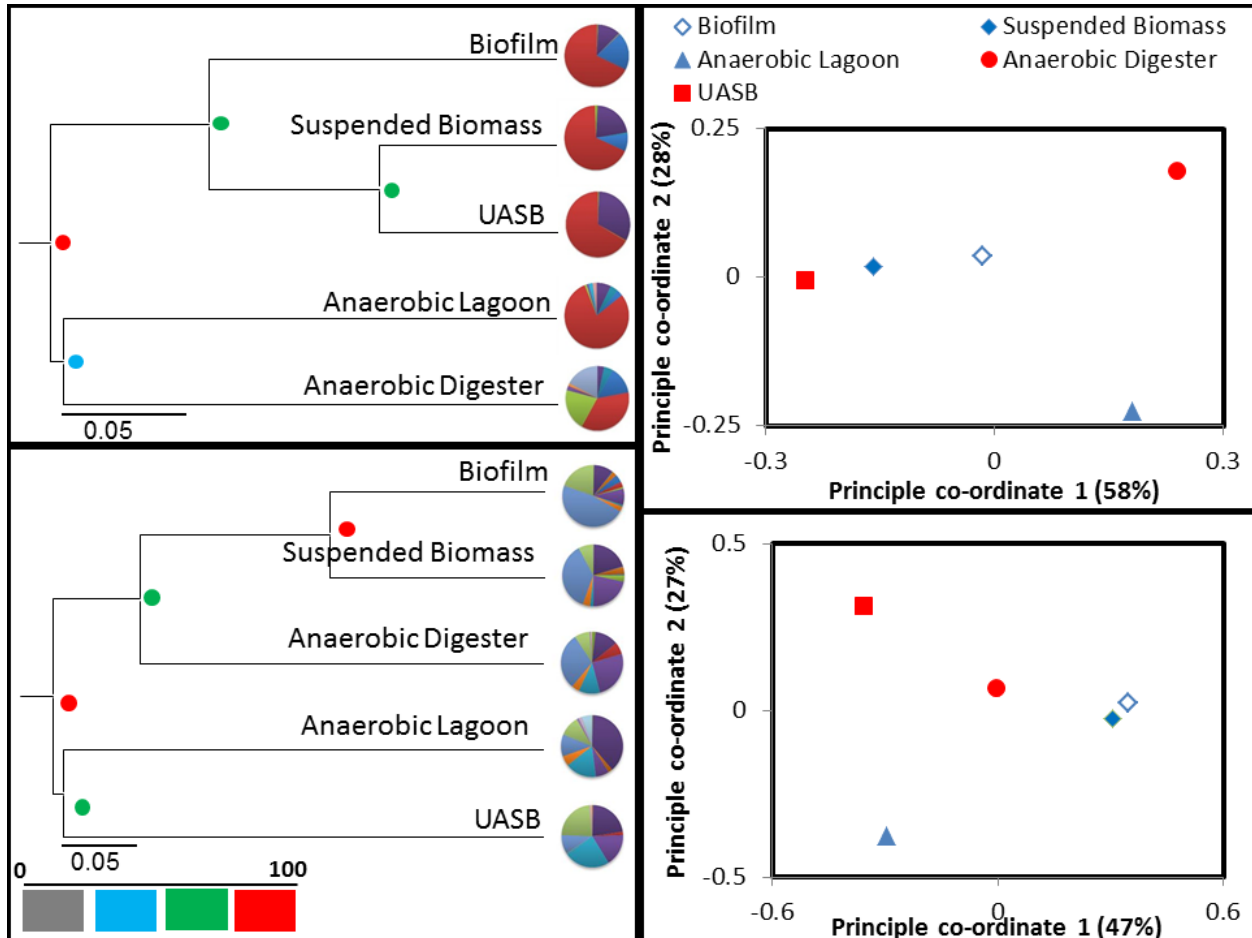 Biofilm
Suspended Biomass
UASB
Anaerobic Lagoon
Anaerobic Digester
0.05
Biofilm
Suspended Biomass
Anaerobic Lagoon
Anaerobic Digester
UASB
Principle co-ordinate 2 (28%)
0.25
0
-0.25
-0.3
0
0.3
Principle co-ordinate 1 (58%)
Biofilm
Suspended Biomass
Anaerobic Digester
Anaerobic Lagoon
UASB
0.05
0
100
Principle co-ordinate 2 (27%)
0.5
0
-0.5
-0.6
0
0.6
Principle co-ordinate 1 (47%)